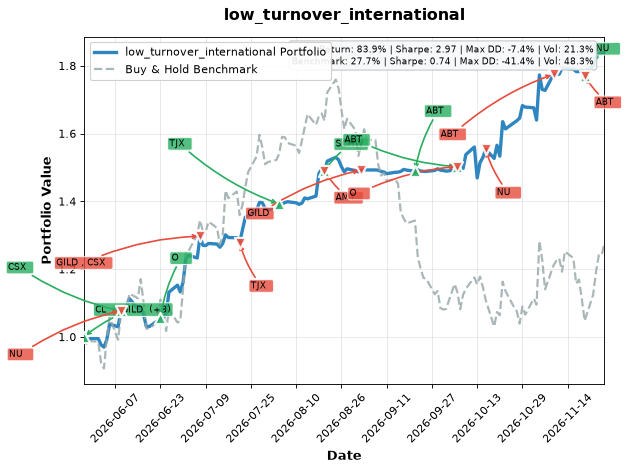 low_turnover_international
low_turnover_international Portfolio
Buy & Hold Benchmark
turn: 83.9% | Sharpe: 2.97 | Max DD: -7.4% | Vol: 21.3%
Benchmark: 27.7% | Sharpe: 0.74 | Max DD: -41.4% | Vol: 48.3%
NU
ABT
ABT
ABT
TJX
ABT
NU
O
GILD
TJX
O
GILD , CSX
CSX
(+3)
NU
Portfolio Value
1.8
1.6
1.4
1.2
1.0
2026-06-07
2026-06-23
2026-07-09
2026-07-25
2026-08-10
2026-08-26
2026-09-11
2026-09-27
2026-10-13
2026-10-29
2026-11-14
Date